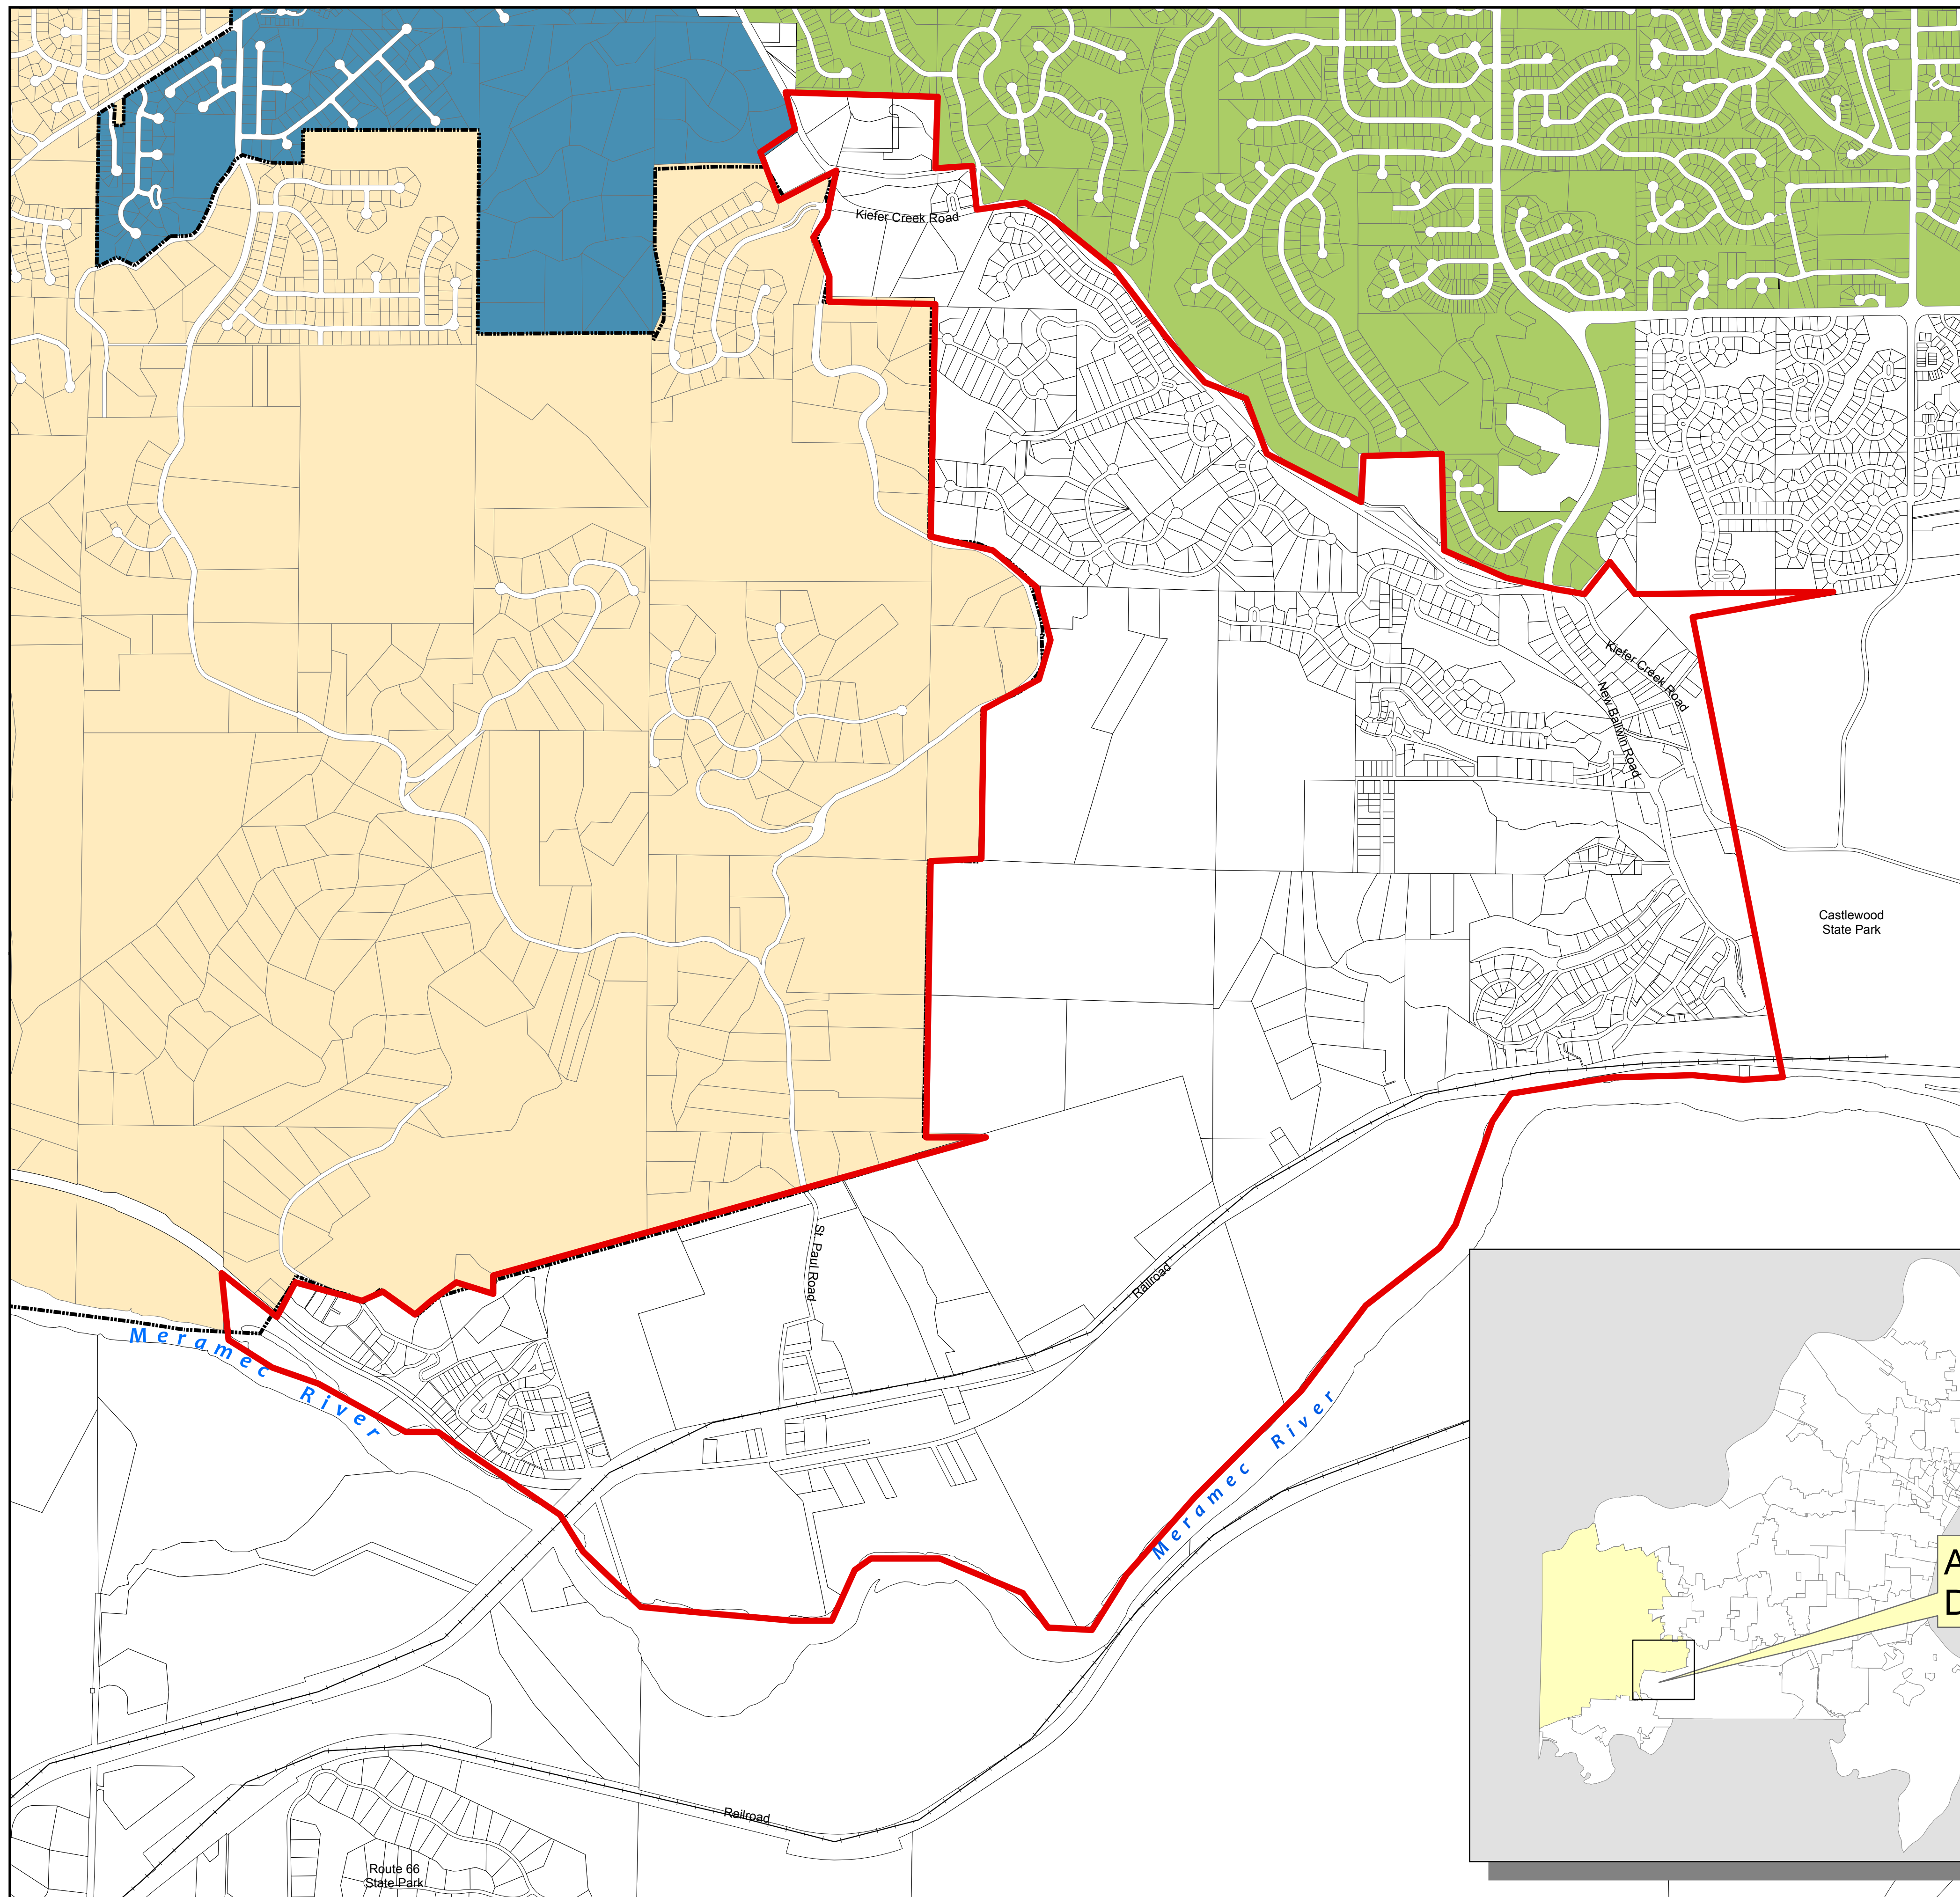 Kiefer Creek Road
Kiefer Creek Road
New Ballwin Road
Castlewood
State Park
St. Paul Road
Railroad
Meramec River
Meramec River
A
D
Railroad
Route 66
State Park